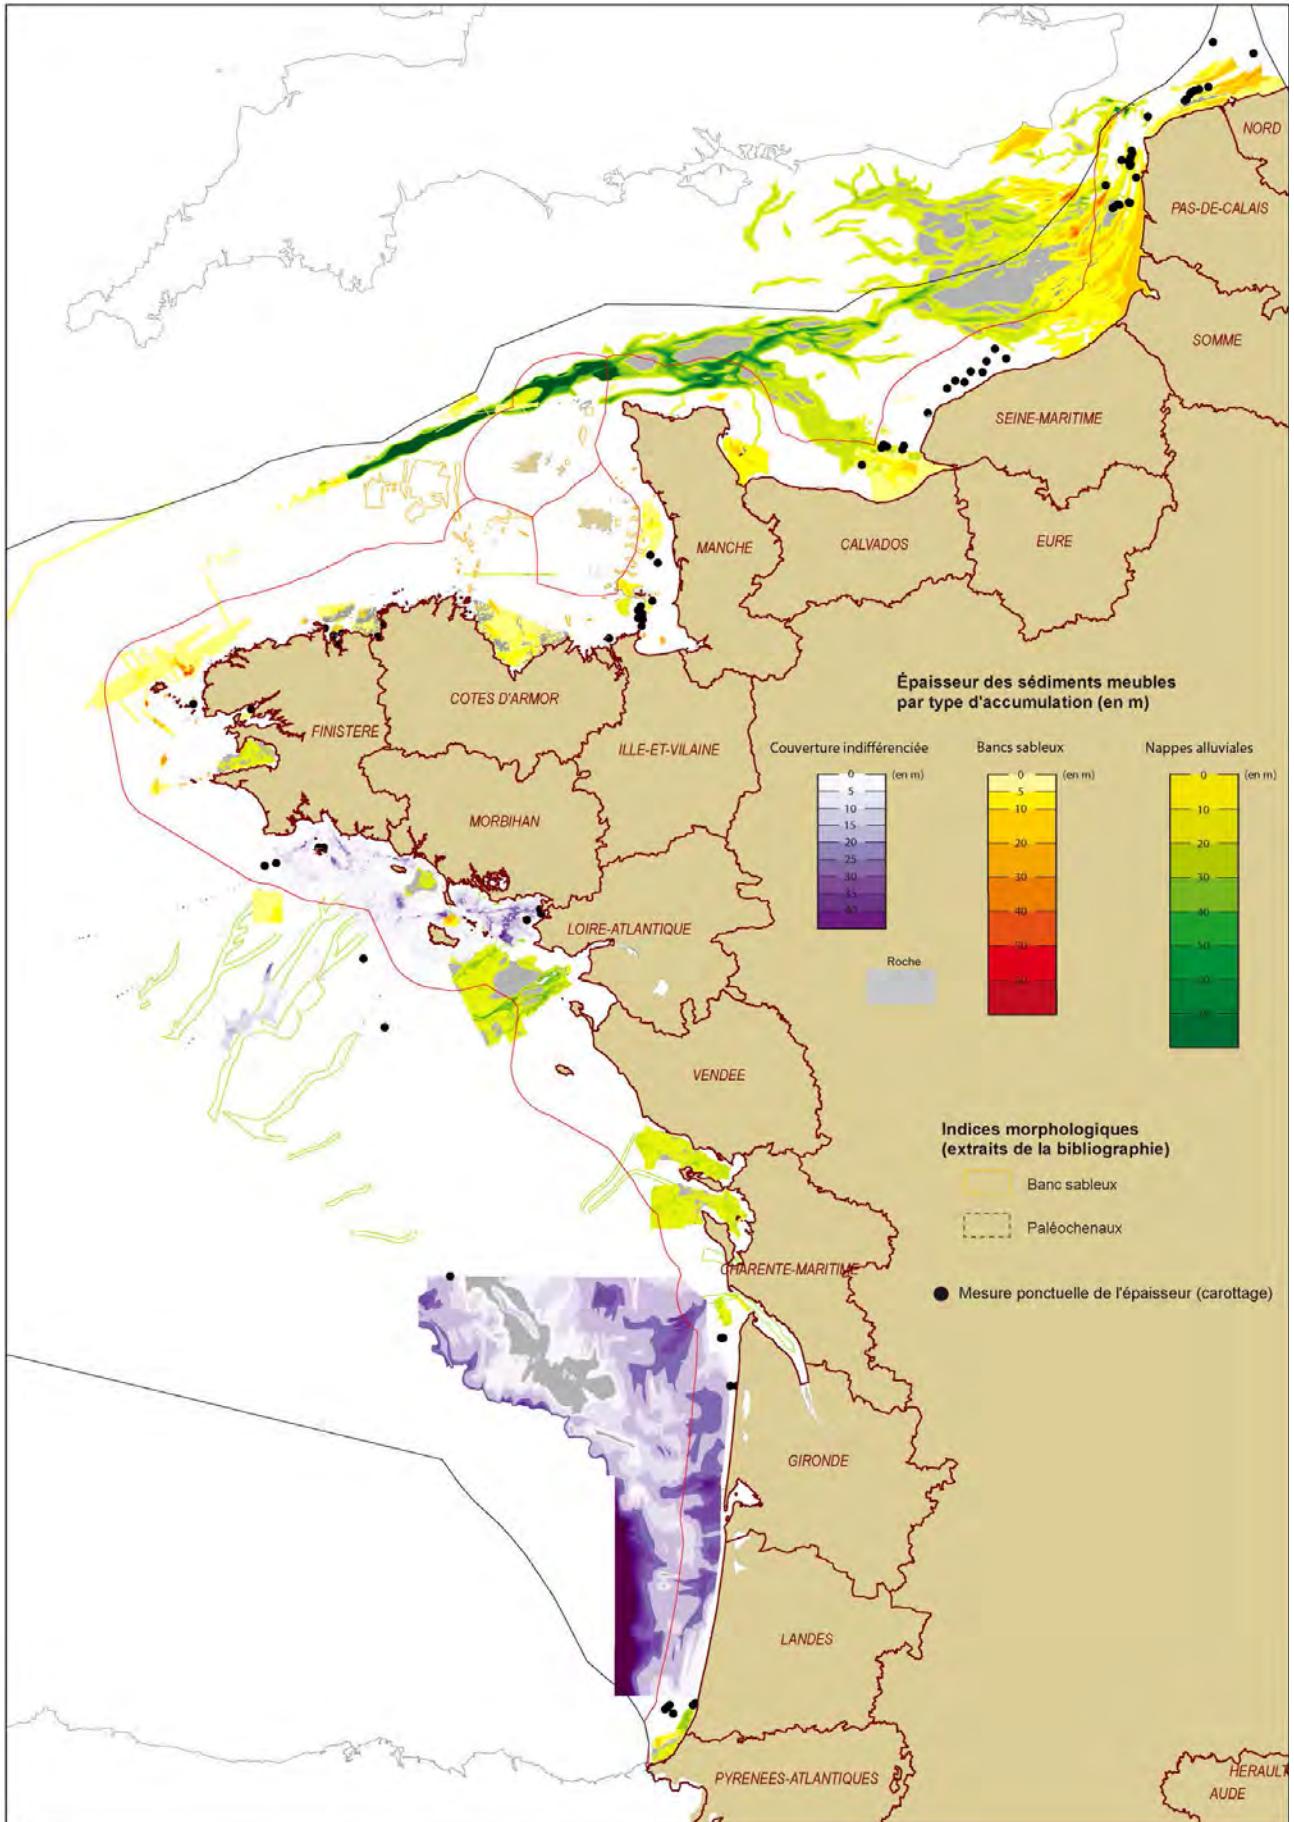 NORD
PAS-DE-CALAIS
SOMME
SEINE-MARITIME
EURE
CALVADOS
MANCHE
COTES D'ARMOR
FINISTERE
ILLE-ET-VILAINE
MORBIHAN
LOIRE-ATLANTIQUE
VENDEE
CHARENTE-MARITIME
GIRONDE
LANDES
PYRENEES-ATLANTIQUES
HERAULT
AUDE
Épaisseur des sédiments meubles
par type d'accumulation (en m)
Couverture indifférenciée
0 (en m)
5
10
15
20
25
30
35
40
Bancs sableux
0 (en m)
5
10
20
30
40
Nappes alluviales
0 (en m)
10
20
30
Roche
Indices morphologiques
(extraits de la bibliographie)
Banc sableux
Paléochenaux
Mesure ponctuelle de l'épaisseur (carottage)